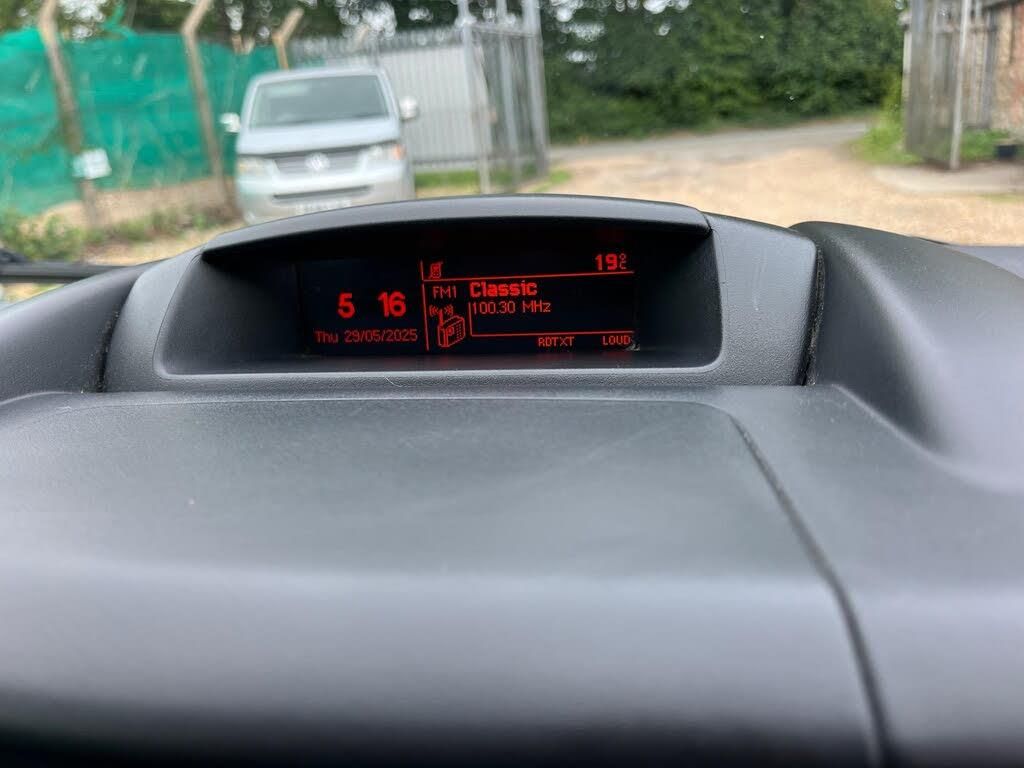 5 16
Thu 29/05/2025
19°C
FM1 Classic
100.30 MHz
RDTXT LOUD